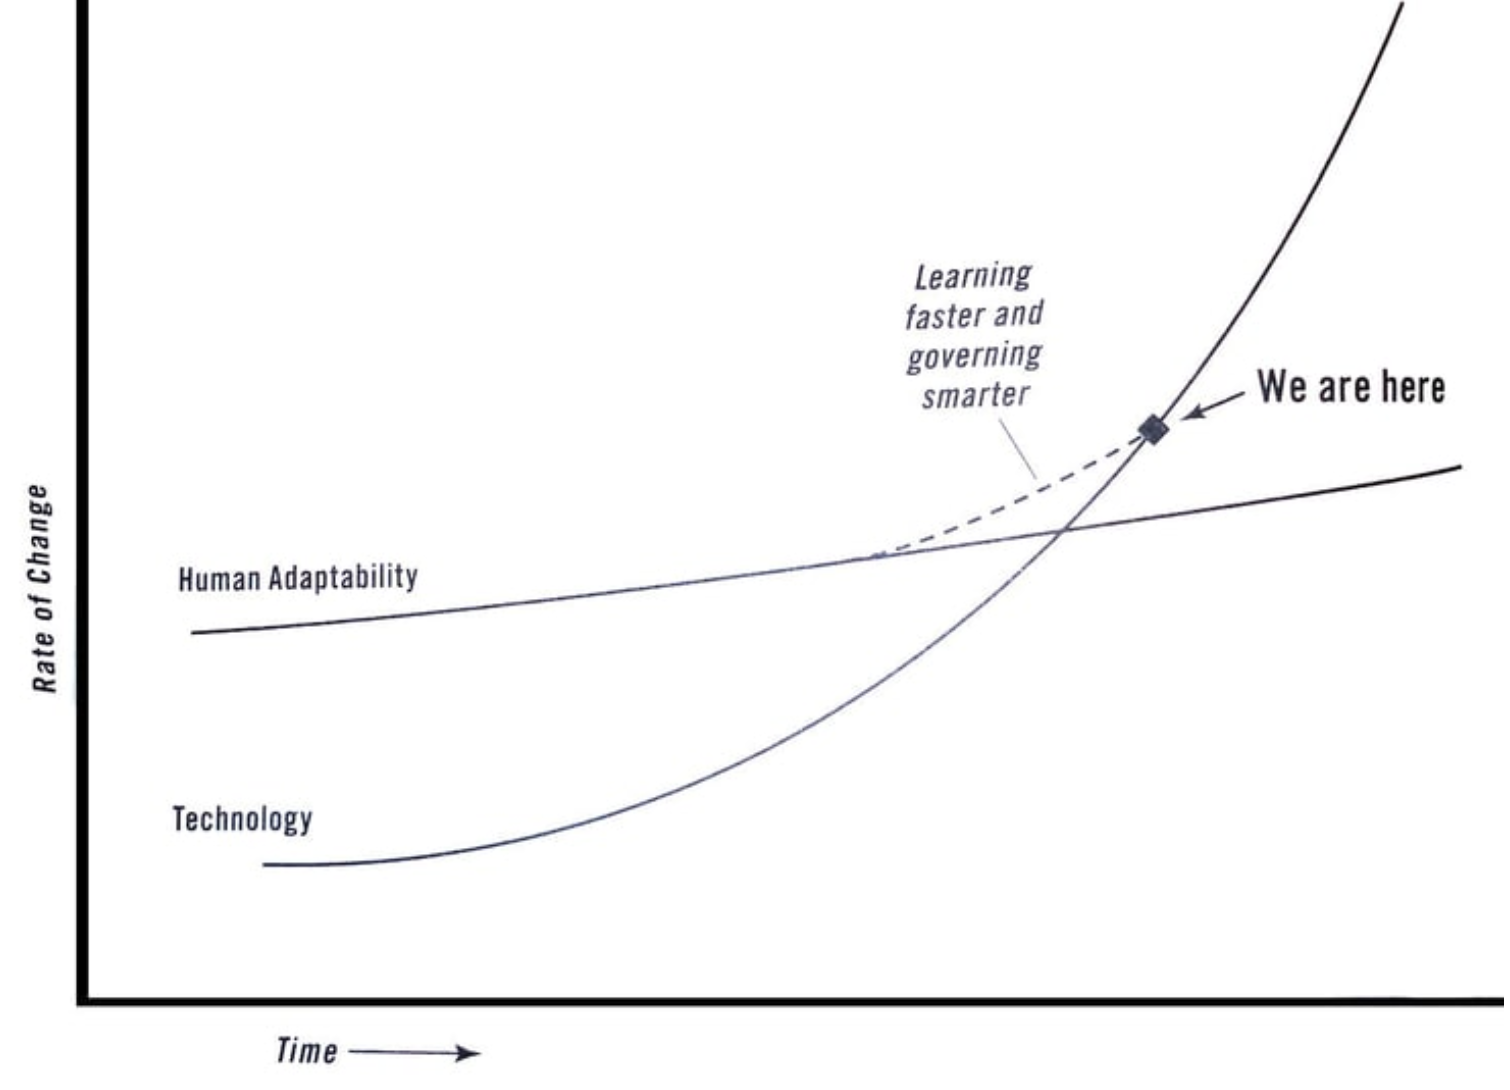 Learning
faster and
governing
smarter
We are here
Rate of Change
Human Adaptability
Technology
Time